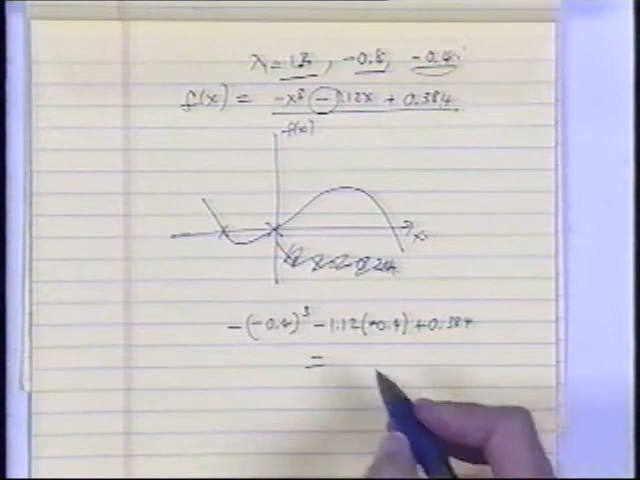 λ = 1.2, -0.8, -0.4
f(x) = -x³ - 1.12x + 0.384
f(x)
x
-(-0.4)³ - 1.12(-0.4) + 0.384
=